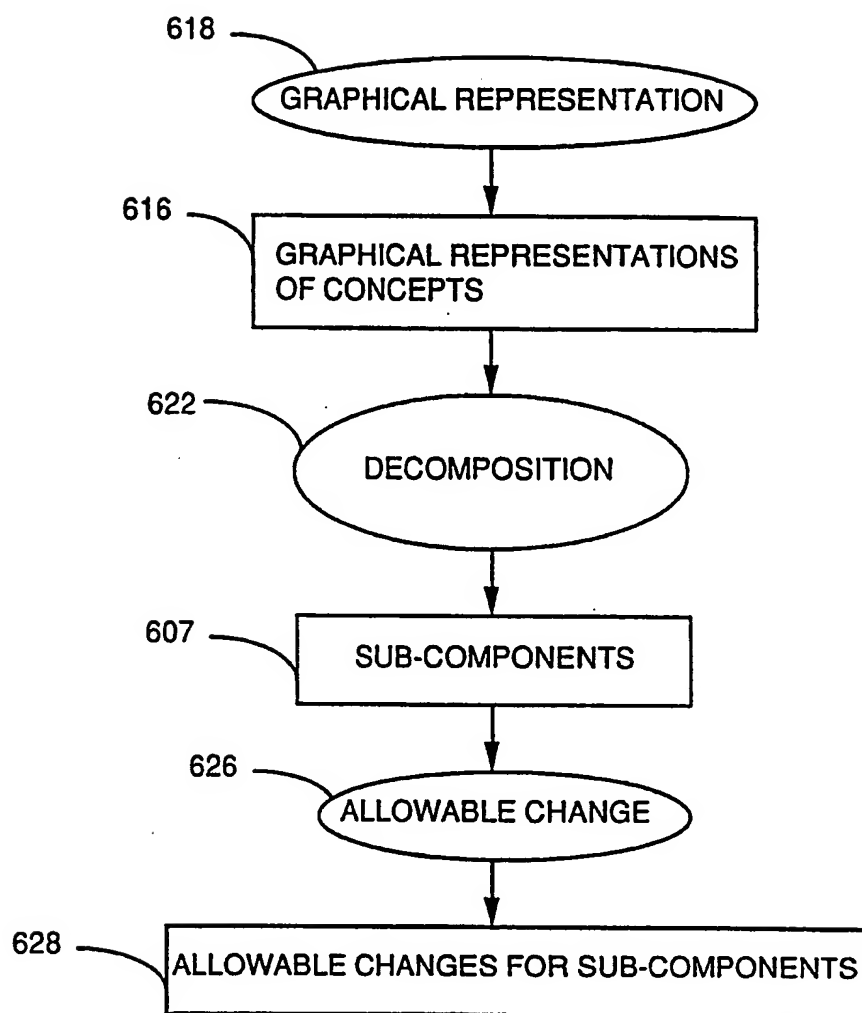 618
GRAPHICAL REPRESENTATION
616
GRAPHICAL REPRESENTATIONS
OF CONCEPTS
622
DECOMPOSITION
607
SUB-COMPONENTS
626
ALLOWABLE CHANGE
628
ALLOWABLE CHANGES FOR SUB-COMPONENTS